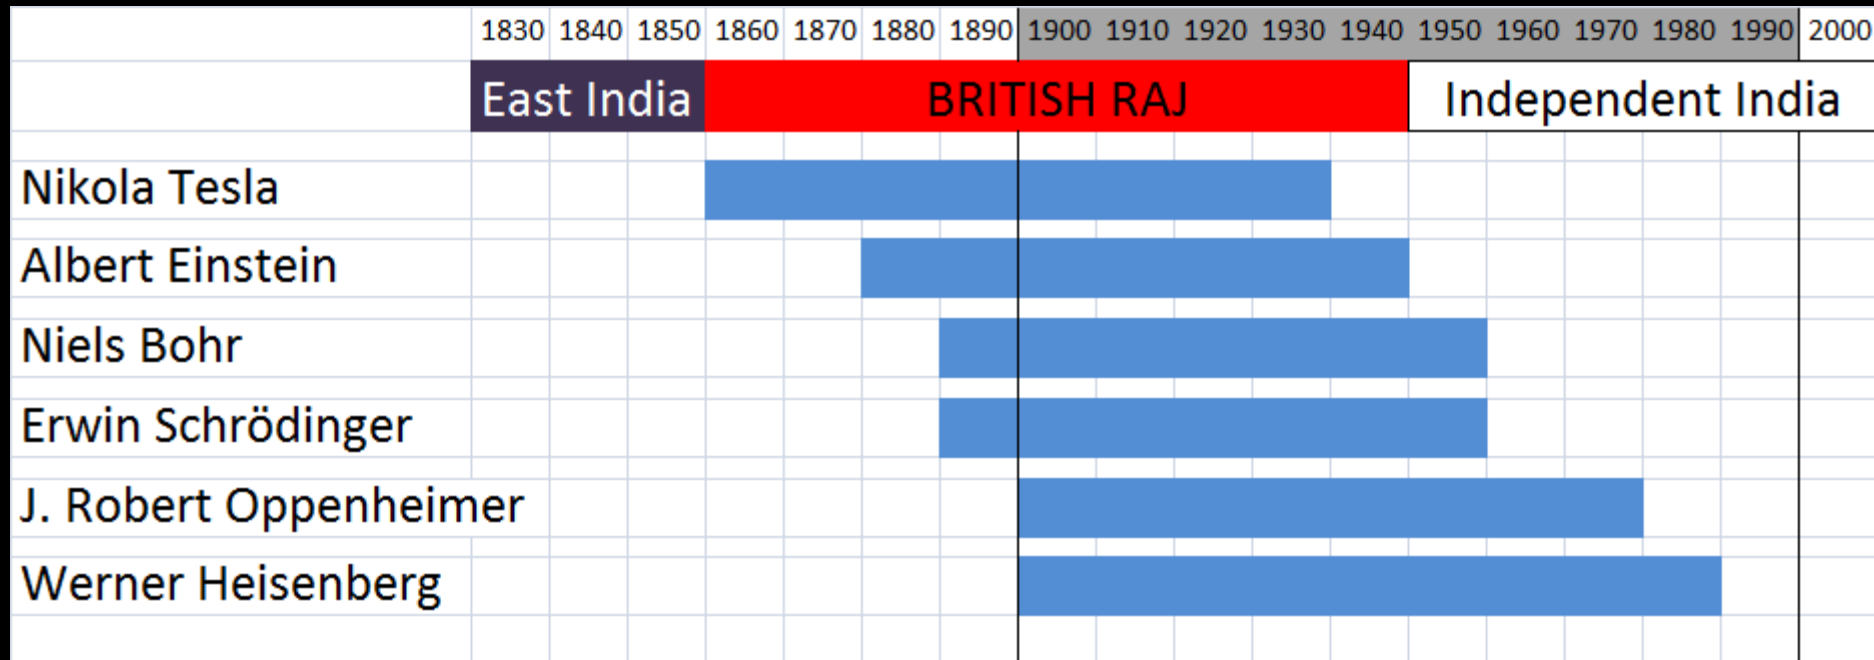 1830 1840 1850 1860 1870 1880 1890 1900 1910 1920 1930 1940 1950 1960 1970 1980 1990 2000
East India BRITISH RAJ Independent India
Nikola Tesla
Albert Einstein
Niels Bohr
Erwin Schrödinger
J. Robert Oppenheimer
Werner Heisenberg